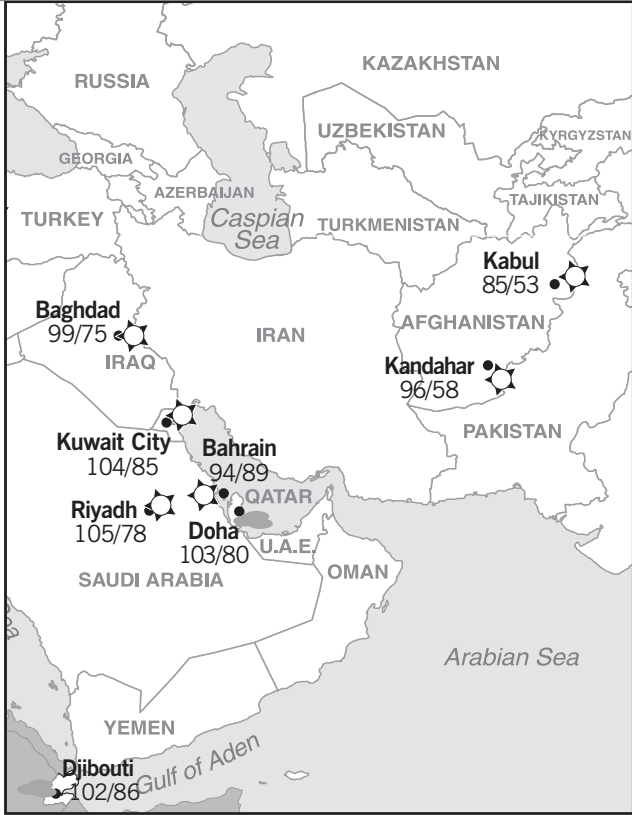 KAZAKHSTAN
RUSSIA
UZBEKISTAN
KYRGYZSTAN
GEORGIA
AZERBAIJAN
TAJIKISTAN
TURKEY
Caspian
Sea
TURKMENISTAN
Kabul
85/53
Baghdad
99/75
IRAQ
IRAN
AFGHANISTAN
Kandahar
96/58
PAKISTAN
Kuwait City
104/85
Bahrain
94/89
QATAR
Riyadh
105/78
Doha
103/80
U.A.E.
OMAN
SAUDI ARABIA
Arabian Sea
YEMEN
Gulf of Aden
Djibouti
102/86